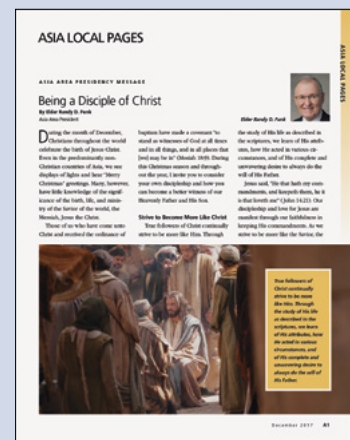 ASIA LOCAL PAGES
ASIA LOCAL PAGES
ASIA AREA PRESIDENCY MESSAGE
Being a Disciple of Christ
By Elder Randy D. Funk
Asia Area President
Elder Randy D. Funk
During the month of December,
Christians throughout the world
celebrate the birth of Jesus Christ.
Even in the predominantly non-
Christian countries of Asia, we see
displays of lights and hear "Merry
Christmas" greetings. Many, however,
have little knowledge of the signif-
icance of the birth, life, and minis-
try of the Savior of the world, the
Messiah, Jesus the Christ.
Those of us who have come unto
Christ and received the ordinance of
baptism have made a covenant "to
stand as witnesses of God at all times
and in all things, and in all places that
[we] may be in" (Mosiah 18:9). During
this Christmas season and through-
out the year, I invite you to consider
your own discipleship and how you
can become a better witness of our
Heavenly Father and His Son.
Strive to Become More Like Christ
True followers of Christ continually
strive to be more like Him. Through
the study of His life as described in
the scriptures, we learn of His attrib-
utes, how He acted in various cir-
cumstances, and of His complete and
unwavering desire to always do the
will of His Father.
Jesus said, "He that hath my com-
mandments, and keepeth them, he it
is that loveth me" (John 14:21). Our
discipleship and love for Jesus are
manifest through our faithfulness in
keeping His commandments. As we
strive to be more like the Savior, the
True followers of
Christ continually
strive to be more
like Him. Through
the study of His life
as described in the
scriptures, we learn
of His attributes, how
He acted in various
circumstances, and
of His complete and
unwavering desire to
always do the will of
His Father.
December 2017 A1